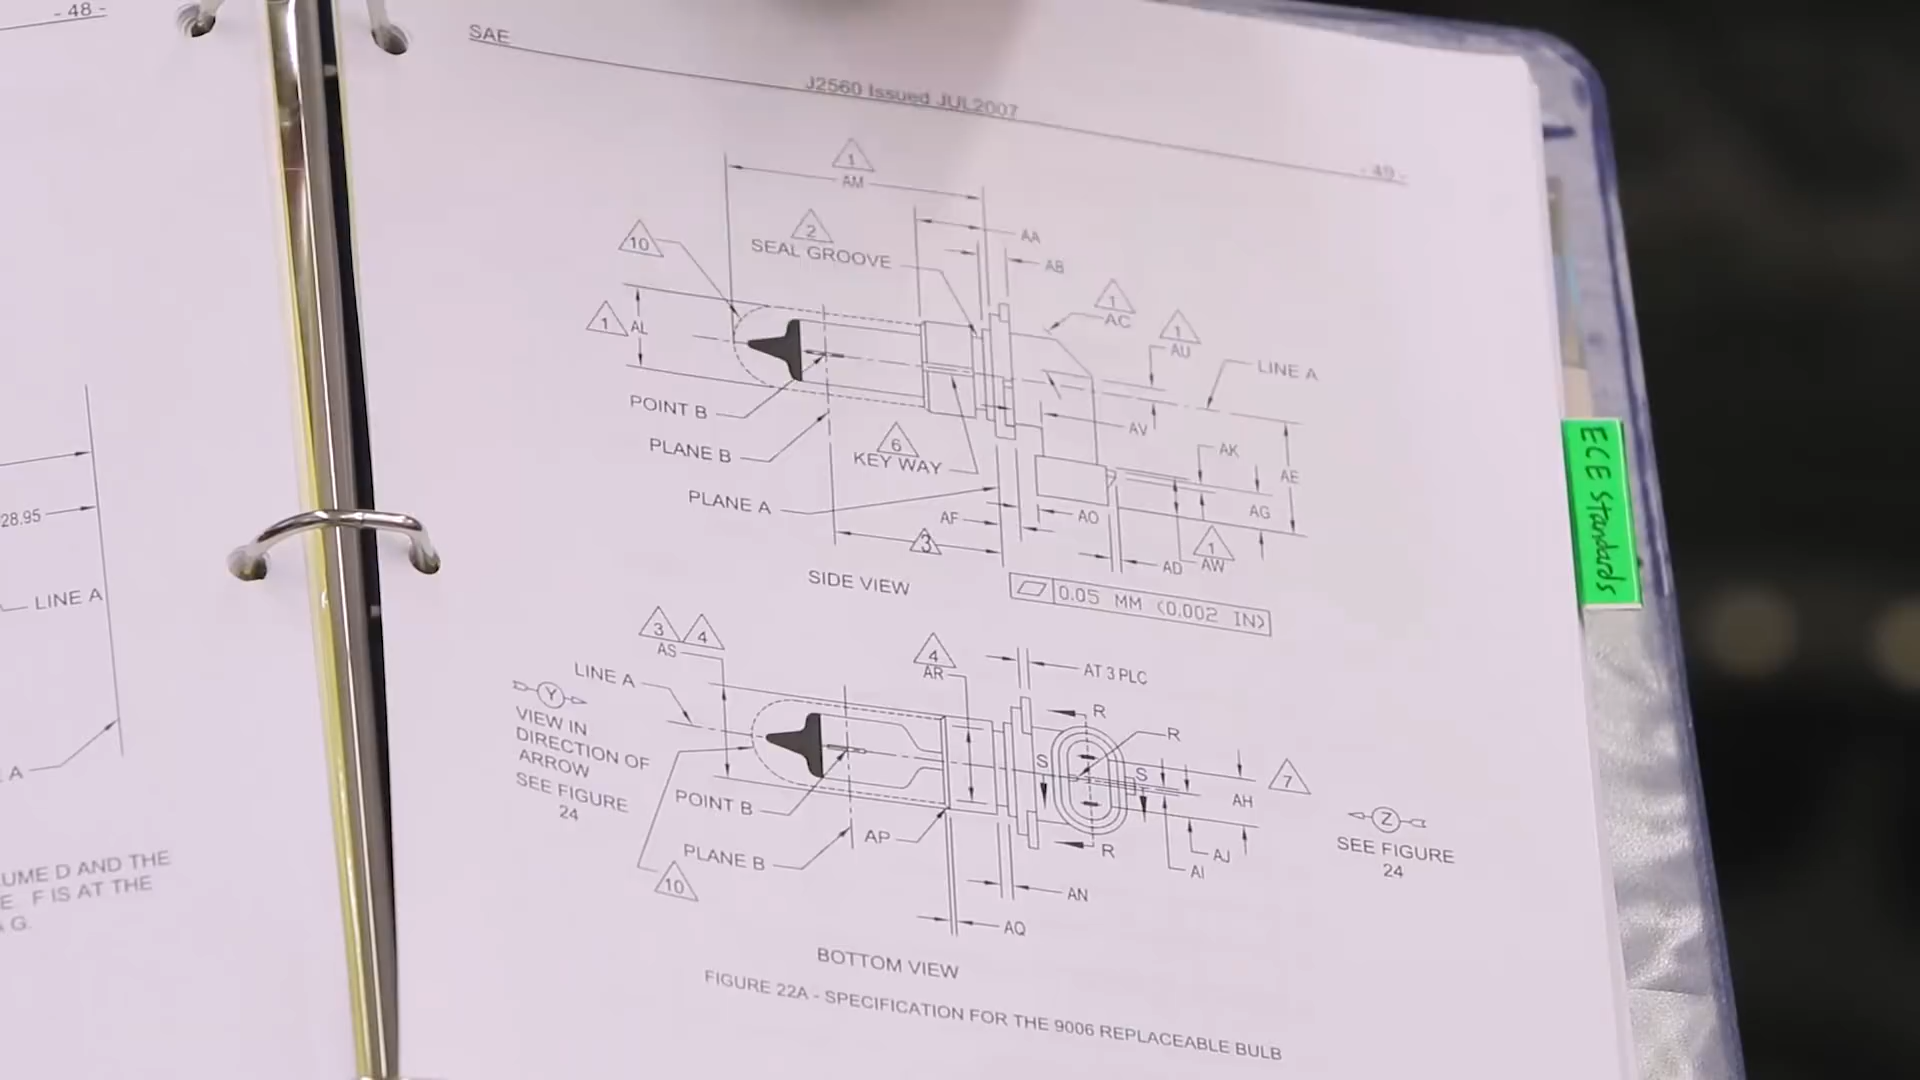 - 48 -
28.95
LINE A
A
UME D AND THE
E. F IS AT THE
G.
SAE
J2560 Issued JUL2007
- 49 -
1
AM
2
SEAL GROOVE
AA
AB
10
1
AC
1
AL
1
AU
LINE A
POINT B
PLANE B
6
KEY WAY
AV
AK
AE
PLANE A
AF
AO
AG
3
1
AD
AW
SIDE VIEW
0.05 MM (0.002 IN)
3
4
AS
4
AR
AT 3 PLC
LINE A
Y
VIEW IN
DIRECTION OF
ARROW
SEE FIGURE
24
R
R
S
S
7
AH
POINT B
AP
PLANE B
R
AJ
AI
Z
SEE FIGURE
24
10
AN
AQ
BOTTOM VIEW
FIGURE 22A - SPECIFICATION FOR THE 9006 REPLACEABLE BULB
ECE Standards